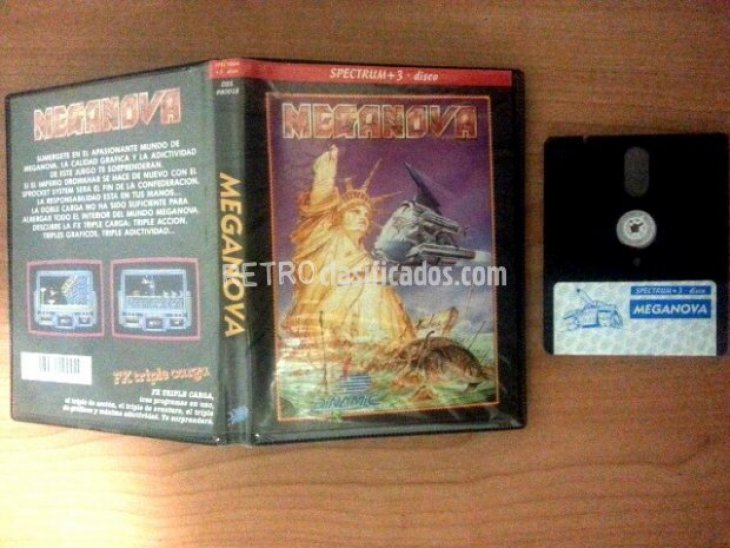 MEGANOVA
SUMERGETE EN EL APASIONANTE MUNDO DE
MEGANOVA. LA CALIDAD GRAFICA Y LA ADICTIVIDAD
DE ESTE JUEGO TE SORPRENDERAN.
SI EL IMPERIO DROWKHAR SE HACE DE NUEVO CON EL
SPROCKET SYSTEM SERA EL FIN DE LA CONFEDERACION.
LA RESPONSABILIDAD ESTA EN TUS MANOS...
LA DOBLE CARGA NO HA SIDO SUFICIENTE PARA
ALBERGAR TODO EL INTERIOR DEL MUNDO MEGANOVA.
DESCUBRE LA FX TRIPLE CARGA: TRIPLE ACCION,
TRIPLES GRAFICOS, TRIPLE ADICTIVIDAD...
FX triple carga
FX TRIPLE CARGA,
tres programas en uno,
el triple de acción, el triple de aventura, el triple
de gráficos y máxima adictividad. Te sorprenderá.
SPECTRUM
+3 · disco
MEGANOVA
SPECTRUM+3 · disco
MEGANOVA
DINAMIC
RETROclasificados.com
SPECTRUM+3 · disco
MEGANOVA